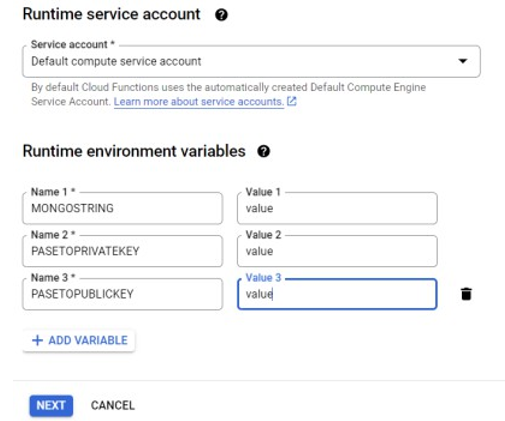 Runtime service account
Service account *
Default compute service account
By default Cloud Functions uses the automatically created Default Compute Engine
Service Account. Learn more about service accounts.
Runtime environment variables
Name 1 * Value 1
MONGOSTRING value
Name 2 * Value 2
PASETOPRIVATEKEY value
Name 3 * Value 3
PASETOPUBLICKEY value
+ ADD VARIABLE
NEXT CANCEL